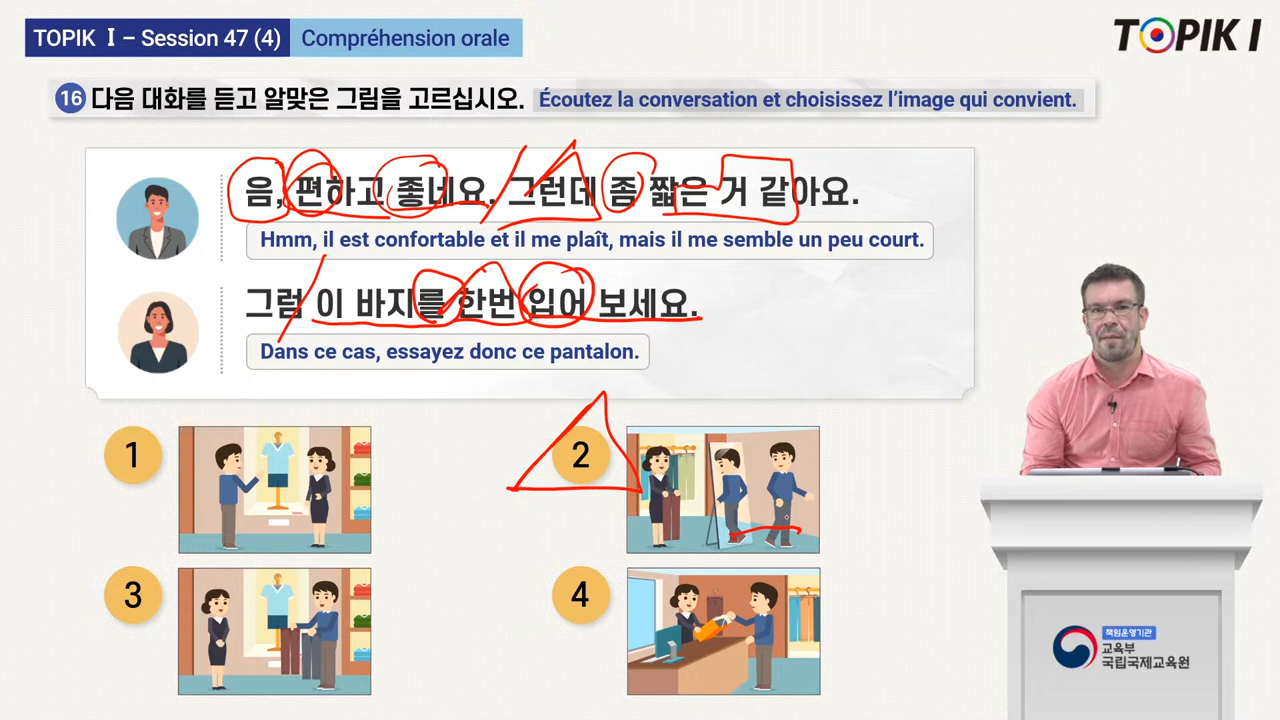 TOPIK Ⅰ – Session 47 (4) Compréhension orale
TOPIK I
16 다음 대화를 듣고 알맞은 그림을 고르십시오. Écoutez la conversation et choisissez l’image qui convient.
음, 편하고 좋네요. 그런데 좀 짧은 거 같아요.
Hmm, il est confortable et il me plaît, mais il me semble un peu court.
그럼 이 바지를 한번 입어 보세요.
Dans ce cas, essayez donc ce pantalon.
1
2
3
4
책임운영기관
교육부
국립국제교육원